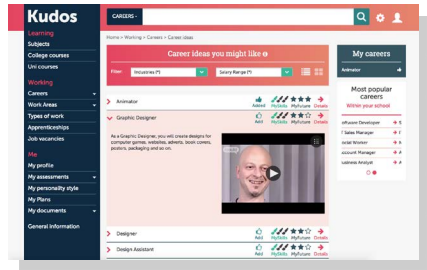 Kudos
CAREERS
Learning
Subjects
College courses
Uni courses
Working
Careers
Work Areas
Types of work
Apprenticeships
Job vacancies
Me
My profile
My assessments
My personality style
My Plans
My documents
General Information
Home > Working > Careers > Career ideas
Career ideas you might like
Filter
Industries (*)
Salary Range (*)
Animator
Added MySkills MyFuture Details
Graphic Designer
Add MySkills MyFuture Details
As a Graphic Designer, you will create designs for
computer games, websites, adverts, book covers,
posters, packaging and so on.
Designer
Add MySkills MyFuture Details
Design Assistant
Add MySkills MyFuture Details
My careers
Animator
Most popular
careers
Within your school
oftware Developer
Sales Manager
ocial Worker
ccount Manager
usiness Analyst